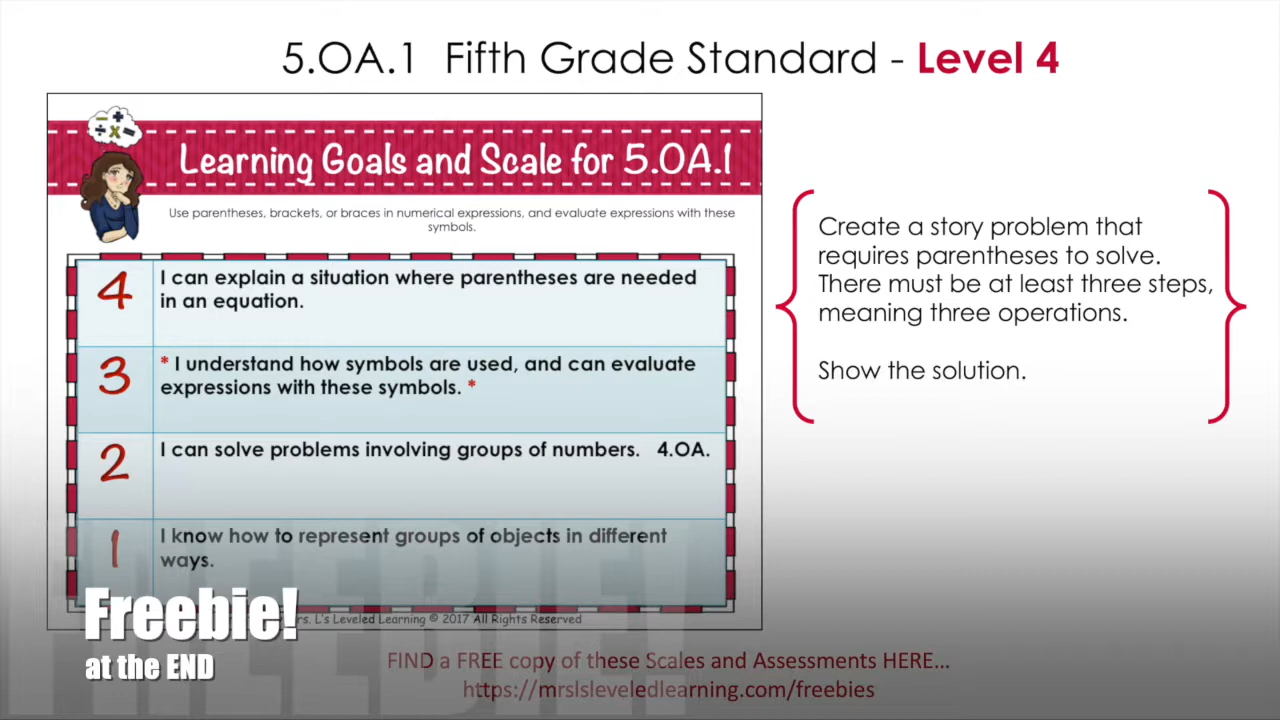 5.OA.1 Fifth Grade Standard - Level 4
Learning Goals and Scale for 5.OA.1
Use parentheses, brackets, or braces in numerical expressions, and evaluate expressions with these
symbols.
4
I can explain a situation where parentheses are needed
in an equation.
3
* I understand how symbols are used, and can evaluate
expressions with these symbols. *
2
I can solve problems involving groups of numbers. 4.OA.
1
I know how to represent groups of objects in different
ways.
L's Leveled Learning © 2017 All Rights Reserved
Create a story problem that
requires parentheses to solve.
There must be at least three steps,
meaning three operations.
Show the solution.
FREEBIE!
Freebie!
at the END
FIND a FREE copy of these Scales and Assessments HERE...
https://mrslsleveledlearning.com/freebies